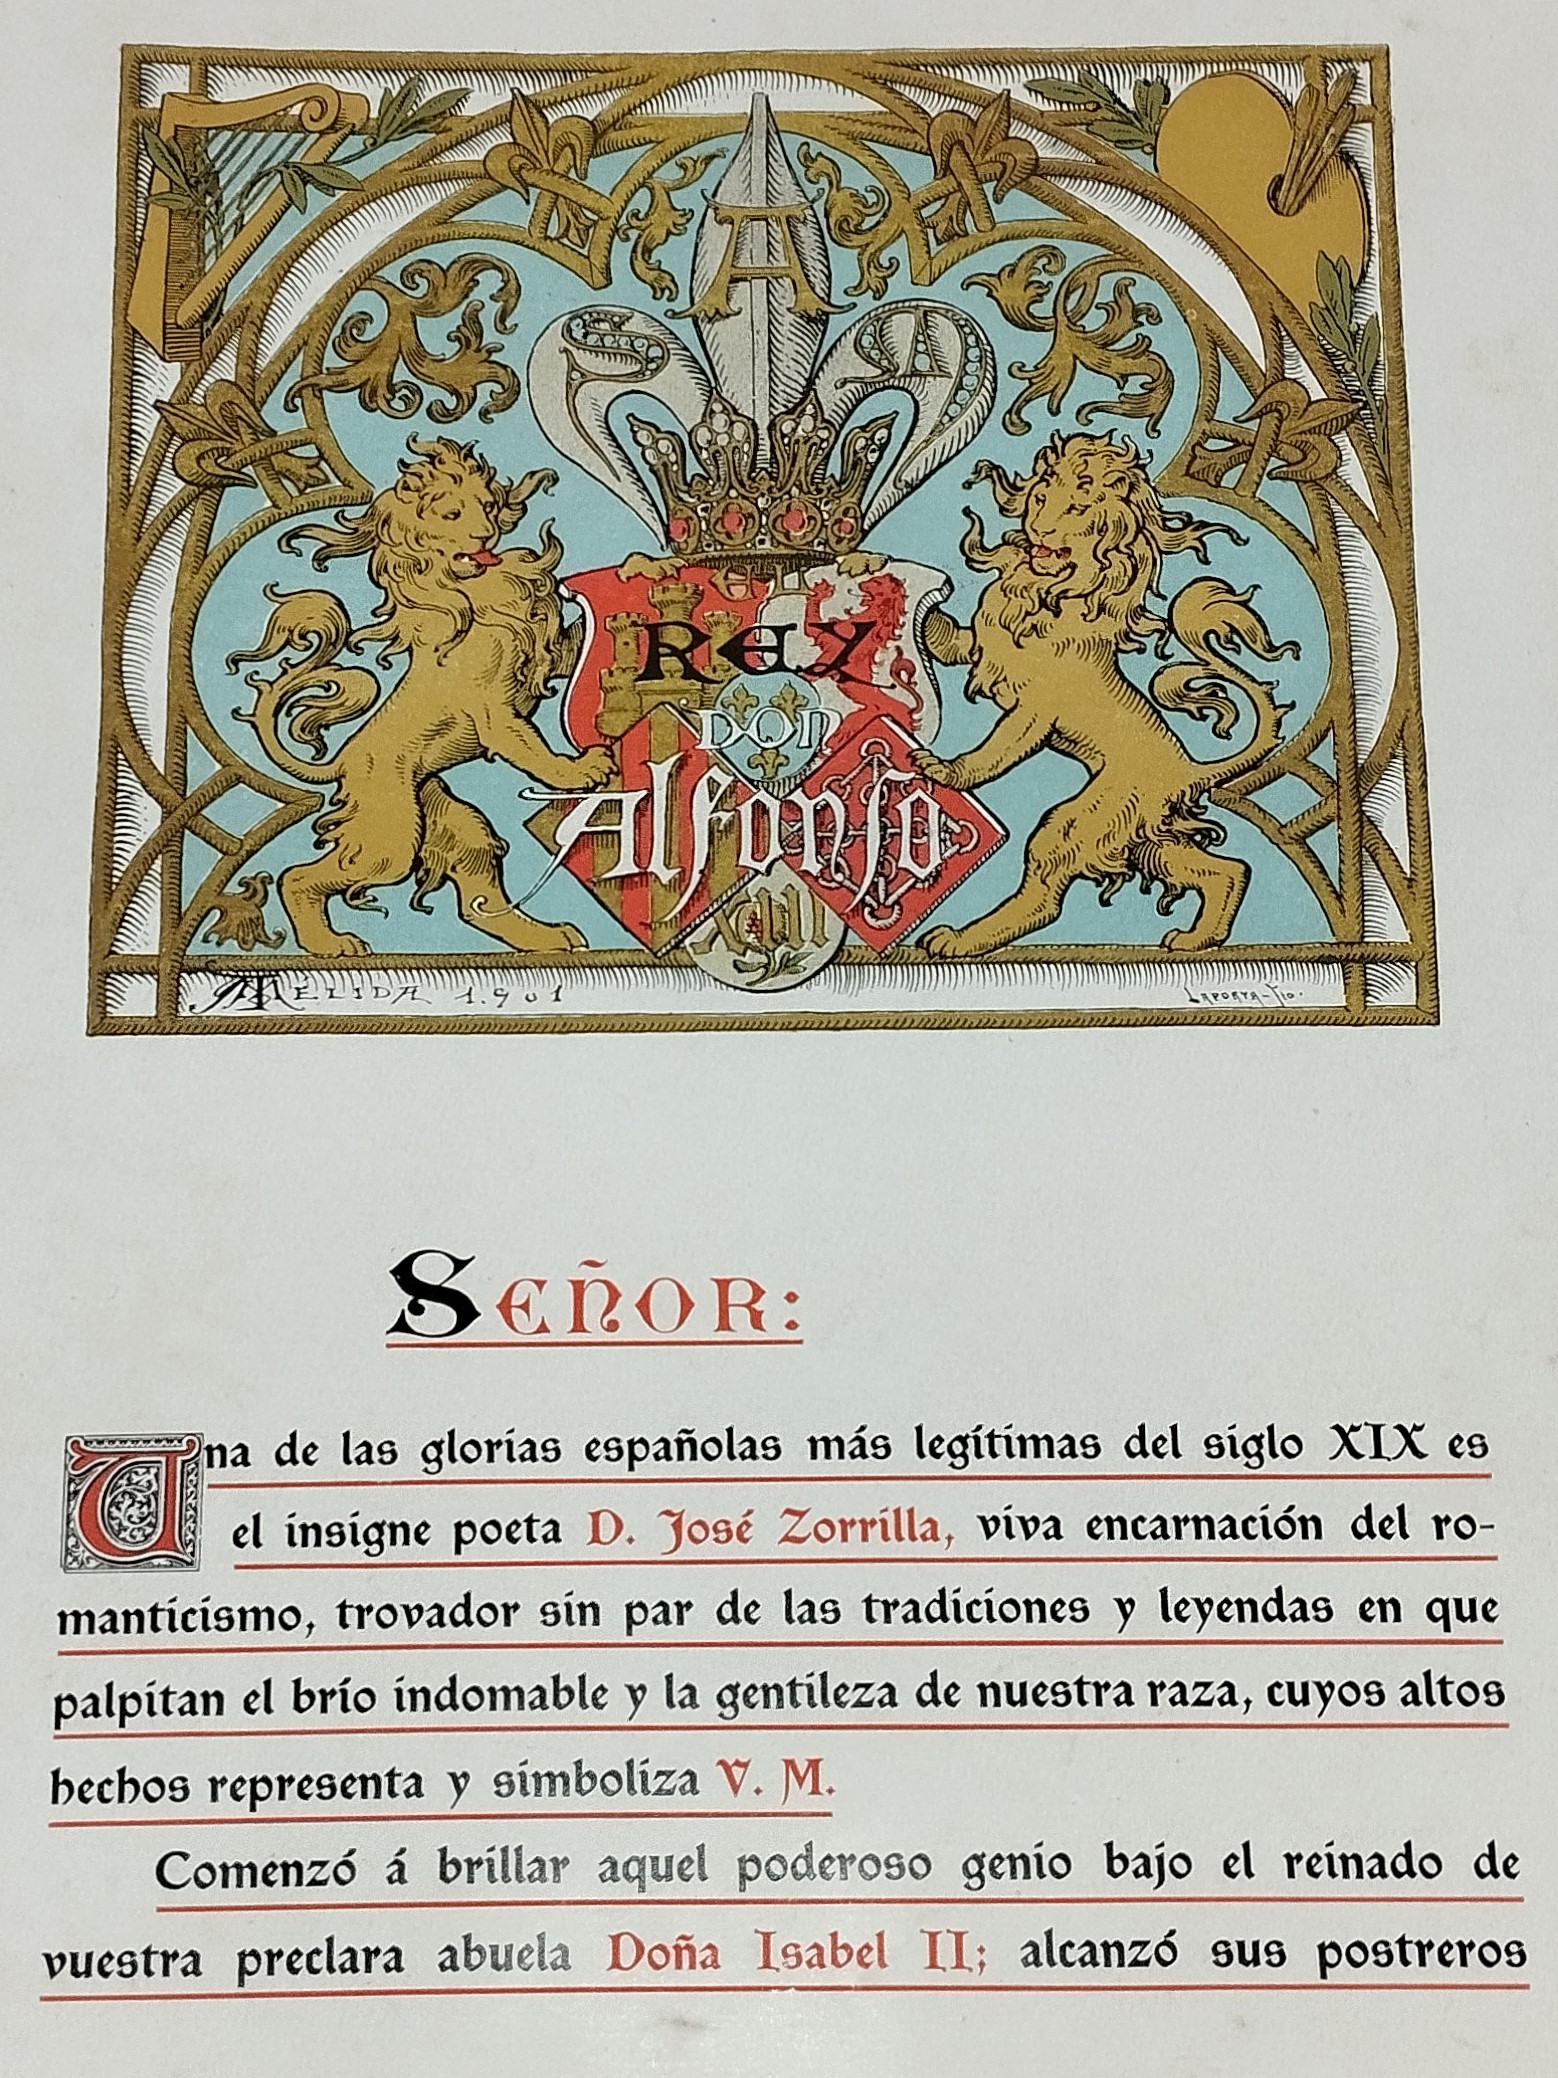 S A M
REX
DON
Alfonso
XIII
MÉLIDA 1.901
LAPORTA-
SEÑOR:
Una de las glorias españolas más legítimas del siglo XIX es
el insigne poeta D. José Zorrilla, viva encarnación del ro-
manticismo, trovador sin par de las tradiciones y leyendas en que
palpitan el brío indomable y la gentileza de nuestra raza, cuyos altos
hechos representa y simboliza V. M.
Comenzó á brillar aquel poderoso genio bajo el reinado de
vuestra preclara abuela Doña Isabel II; alcanzó sus postreros